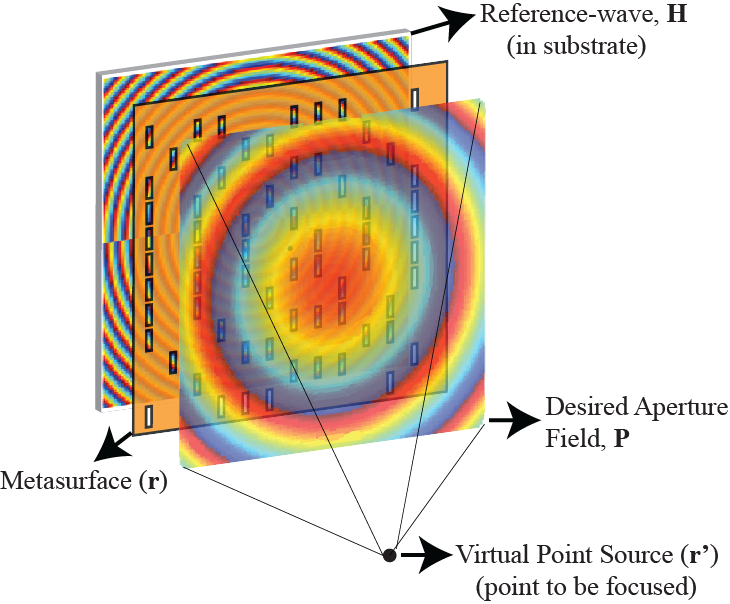 Reference-wave, H
(in substrate)
Desired Aperture
Field, P
Metasurface (r)
Virtual Point Source (r’)
(point to be focused)